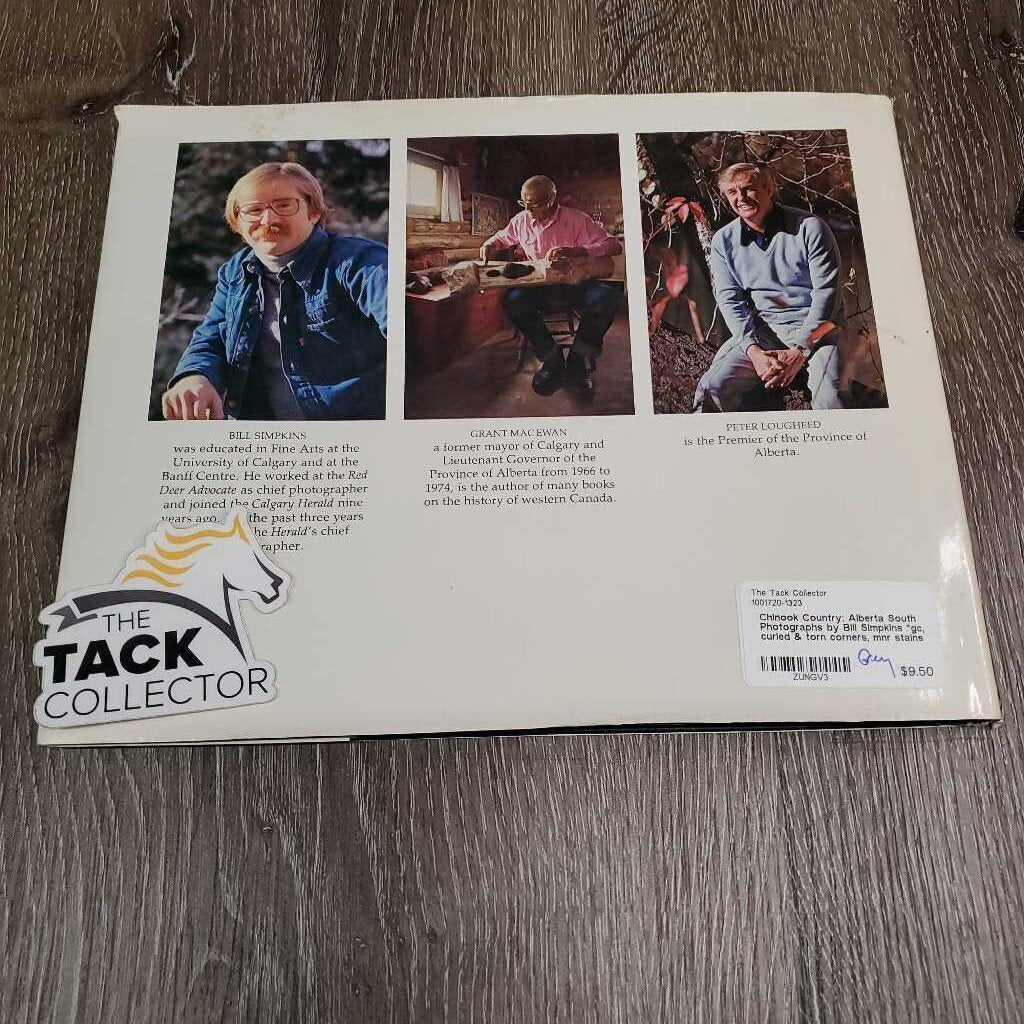 BILL SIMPKINS
was educated in Fine Arts at the
University of Calgary and at the
Banff Centre. He worked at the Red
Deer Advocate as chief photographer
and joined the Calgary Herald nine
years ago. the past three years
he Herald's chief
rapher.
GRANT MACEWAN
a former mayor of Calgary and
Lieutenant Governor of the
Province of Alberta from 1966 to
1974, is the author of many books
on the history of western Canada.
PETER LOUGHEED
is the Premier of the Province of
Alberta.
THE
TACK
COLLECTOR
The Tack Collector
1001720-1323
Chinook Country: Alberta South
Photographs by Bill Simpkins *gc,
curled & torn corners, mnr stains
ZUNGV3
$9.50